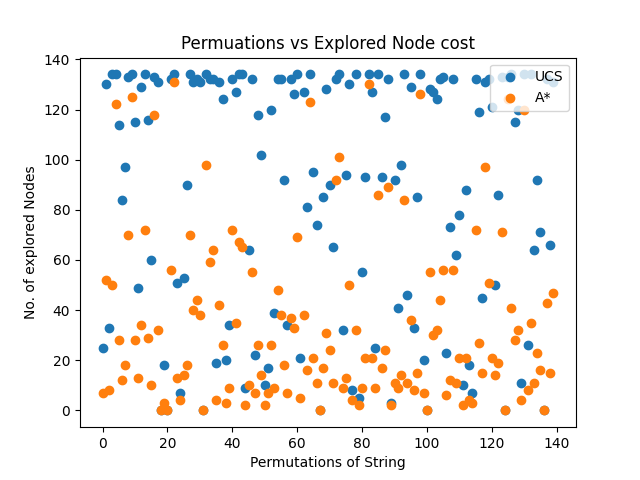 Permuations vs Explored Node cost
140
120
100
80
60
40
20
0
No. of explored Nodes
UCS
A*
0 20 40 60 80 100 120 140
Permutations of String